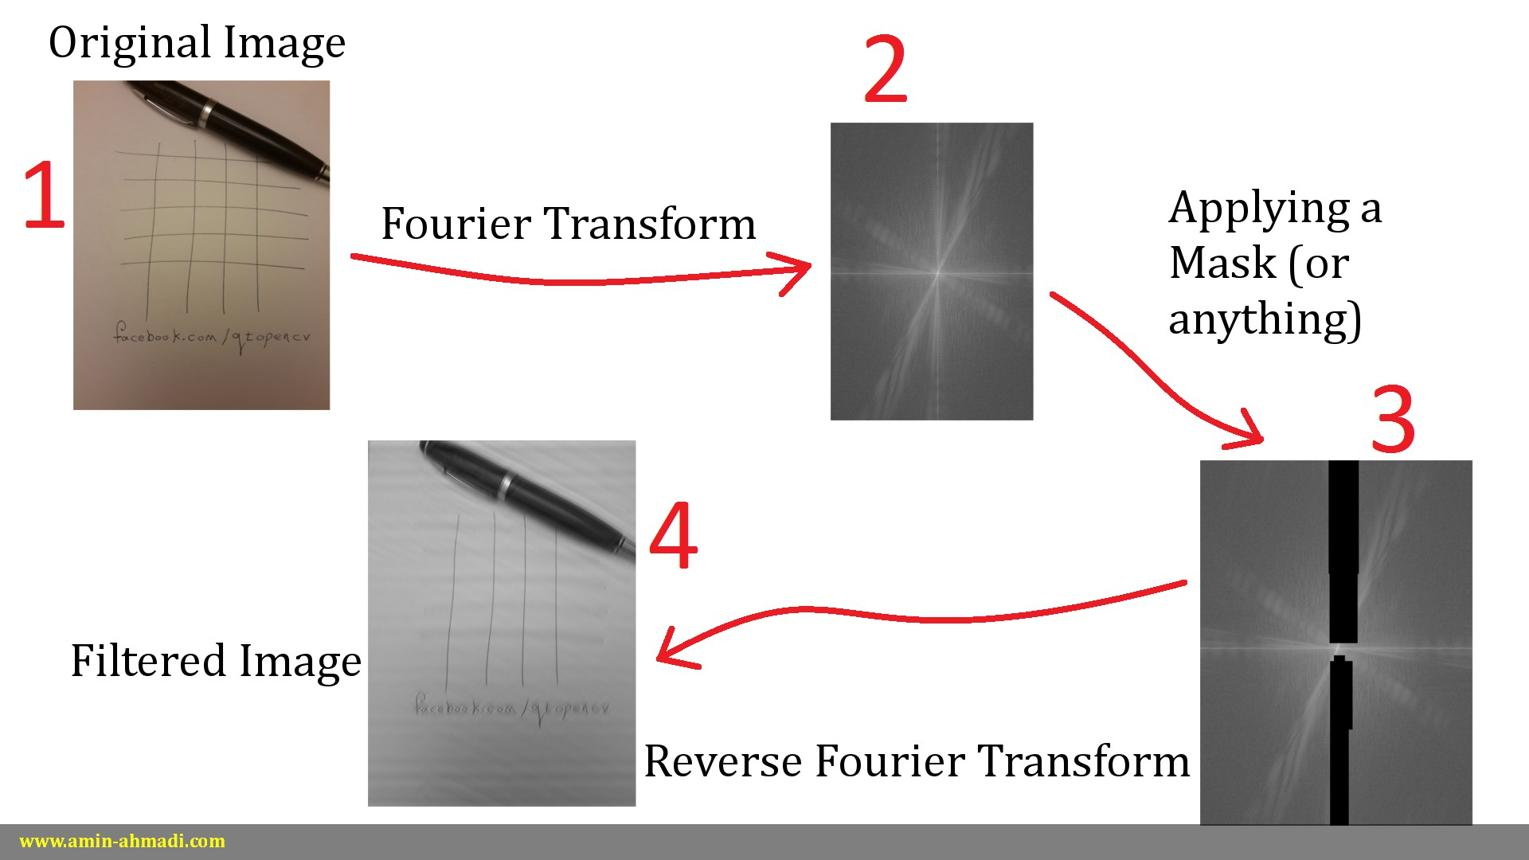 Original Image
1
facebook.com/qtopencv
Fourier Transform
2
Applying a
Mask (or
anything)
3
Reverse Fourier Transform
4
Filtered Image
facebook.com/qtopencv
www.amin-ahmadi.com